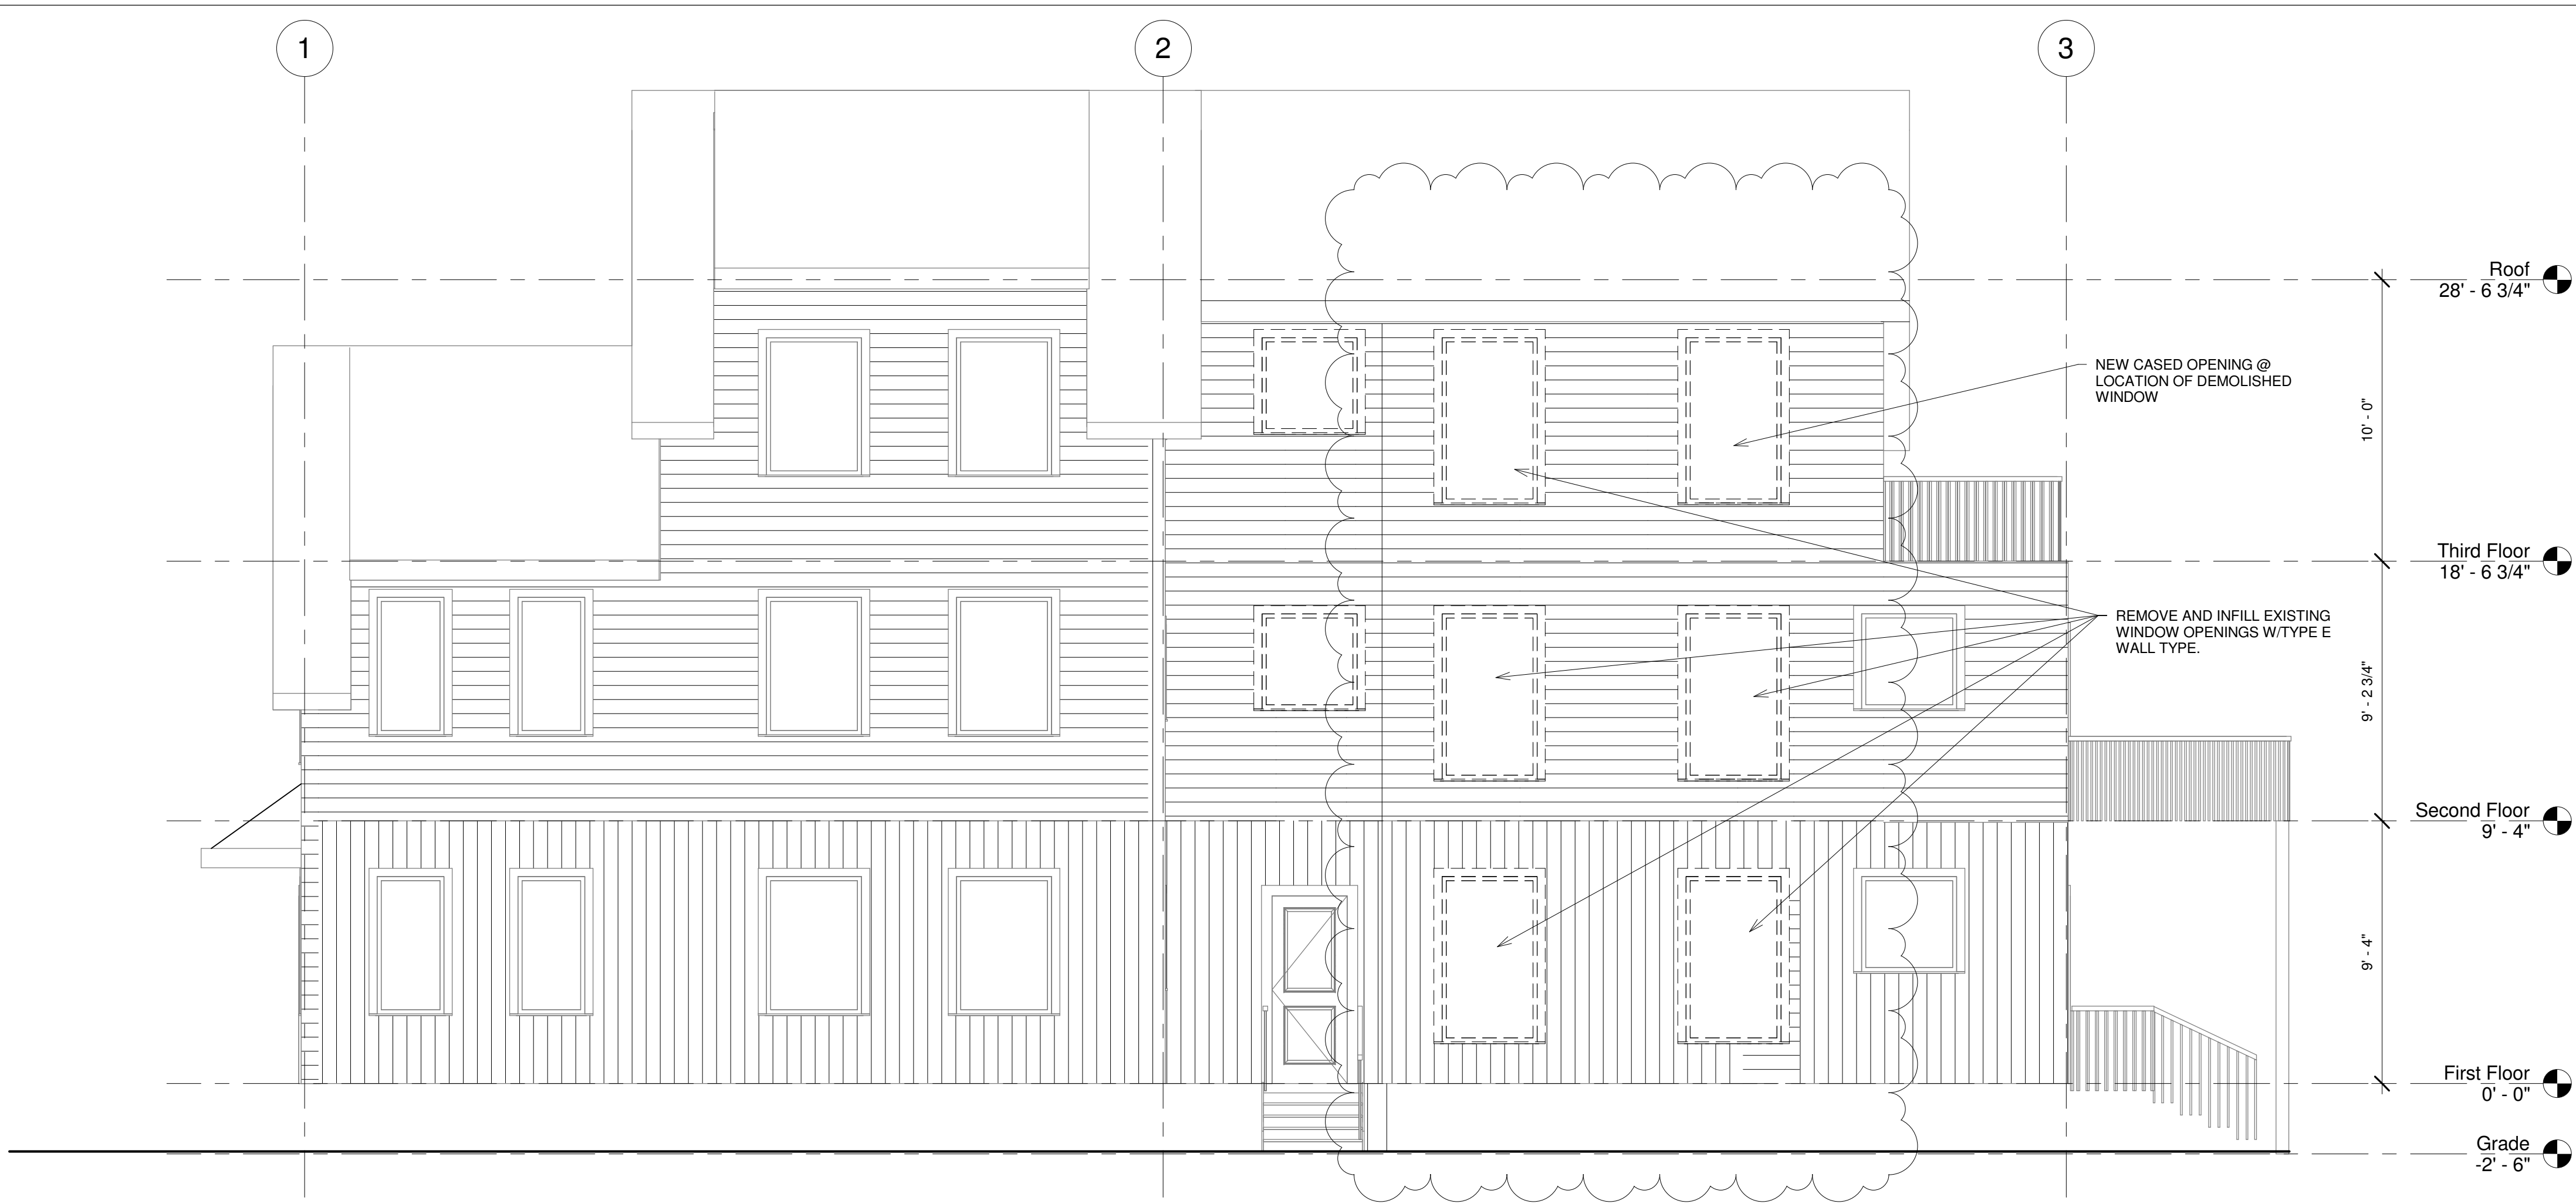 1
2
3
Roof
28' - 6 3/4"
NEW CASED OPENING @
LOCATION OF DEMOLISHED
WINDOW
10' - 0"
Third Floor
18' - 6 3/4"
REMOVE AND INFILL EXISTING
WINDOW OPENINGS W/TYPE E
WALL TYPE.
9' - 2 3/4"
Second Floor
9' - 4"
9' - 4"
First Floor
0' - 0"
Grade
-2' - 6"